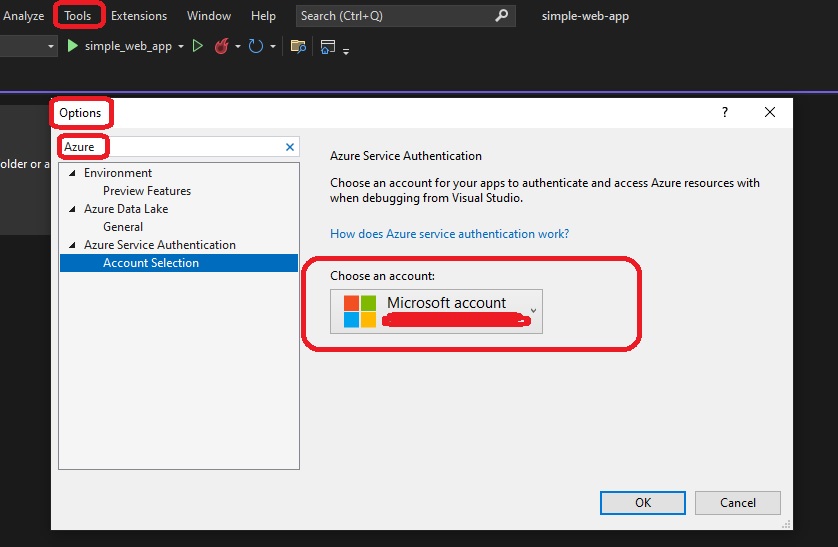 Analyze Tools Extensions Window Help Search (Ctrl+Q) simple-web-app
simple_web_app
Options ?
Azure
older or a
Environment
Preview Features
Azure Data Lake
General
Azure Service Authentication
Account Selection
Azure Service Authentication
Choose an account for your apps to authenticate and access Azure resources with
when debugging from Visual Studio.
How does Azure service authentication work?
Choose an account:
Microsoft account
OK Cancel